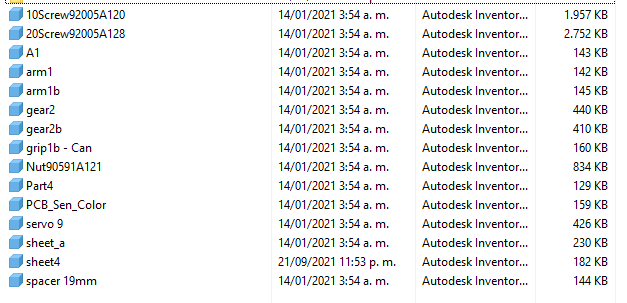 10Screw92005A120 14/01/2021 3:54 a. m. Autodesk Inventor... 1.957 KB
20Screw92005A128 14/01/2021 3:54 a. m. Autodesk Inventor... 2.752 KB
A1 14/01/2021 3:54 a. m. Autodesk Inventor... 143 KB
arm1 14/01/2021 3:54 a. m. Autodesk Inventor... 142 KB
arm1b 14/01/2021 3:54 a. m. Autodesk Inventor... 145 KB
gear2 14/01/2021 3:54 a. m. Autodesk Inventor... 440 KB
gear2b 14/01/2021 3:54 a. m. Autodesk Inventor... 410 KB
grip1b - Can 14/01/2021 3:54 a. m. Autodesk Inventor... 160 KB
Nut90591A121 14/01/2021 3:54 a. m. Autodesk Inventor... 834 KB
Part4 14/01/2021 3:54 a. m. Autodesk Inventor... 129 KB
PCB_Sen_Color 14/01/2021 3:54 a. m. Autodesk Inventor... 159 KB
servo 9 14/01/2021 3:54 a. m. Autodesk Inventor... 426 KB
sheet_a 14/01/2021 3:54 a. m. Autodesk Inventor... 230 KB
sheet4 21/09/2021 11:53 p. m. Autodesk Inventor... 182 KB
spacer 19mm 14/01/2021 3:54 a. m. Autodesk Inventor... 144 KB